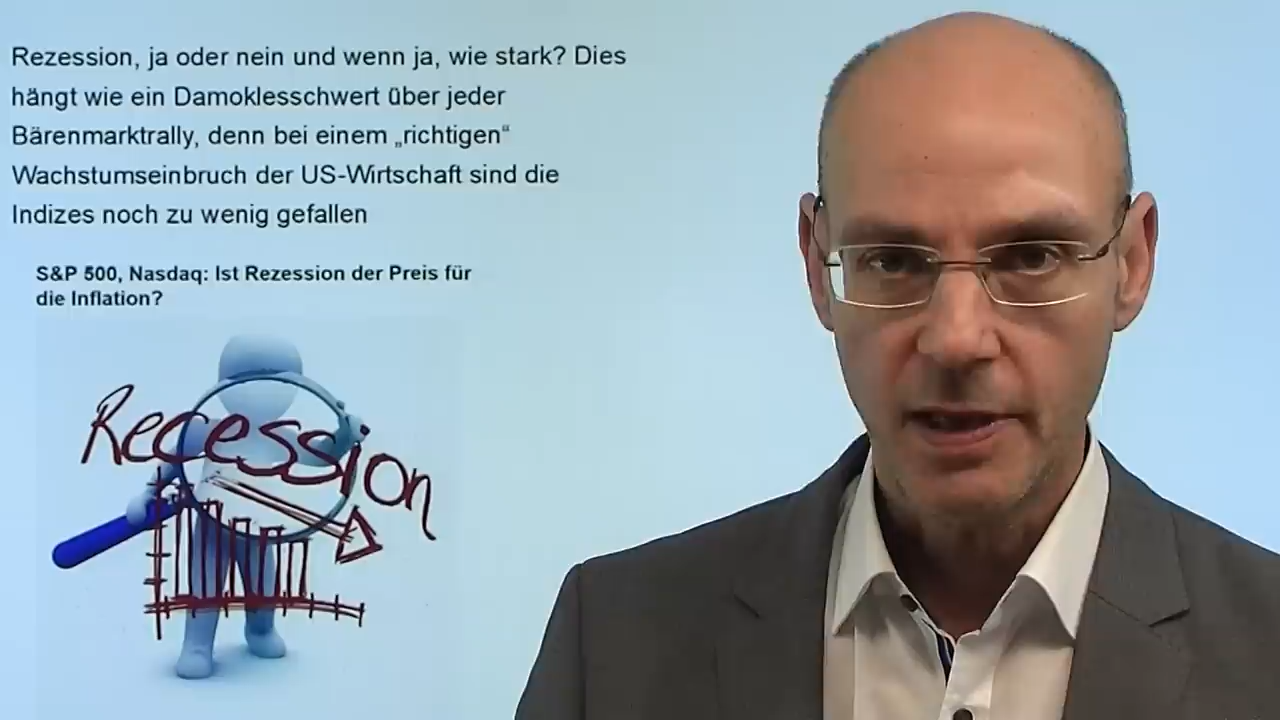 Rezession, ja oder nein und wenn ja, wie stark? Dies
hängt wie ein Damoklesschwert über jeder
Bärenmarktrally, denn bei einem „richtigen“
Wachstumseinbruch der US-Wirtschaft sind die
Indizes noch zu wenig gefallen
S&P 500, Nasdaq: Ist Rezession der Preis für
die Inflation?
Recession